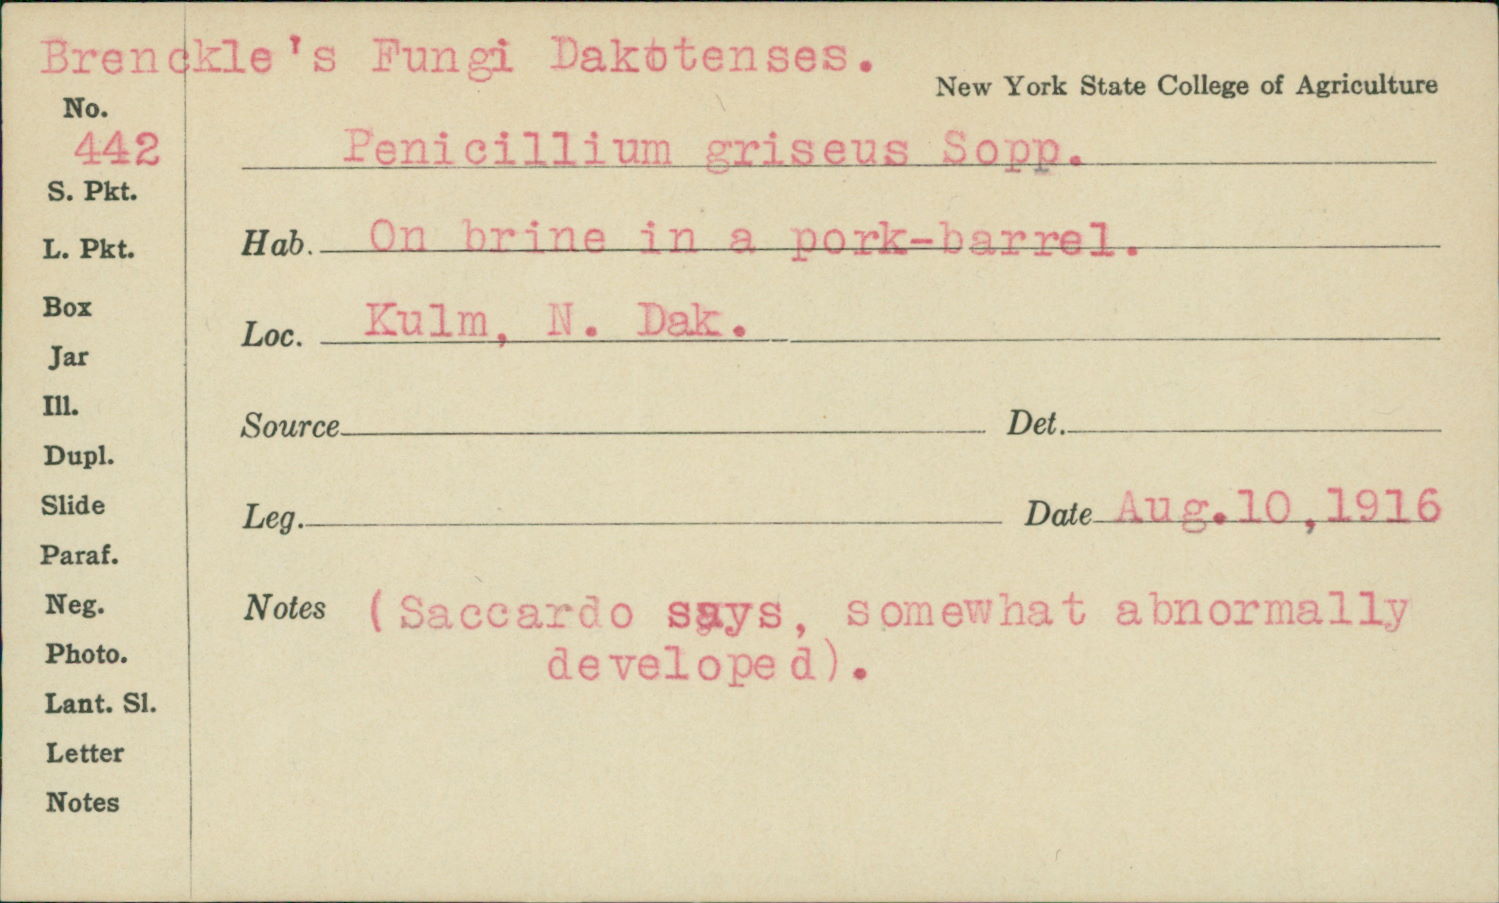 Brenckle's Fungi Dakotenses.
New York State College of Agriculture
No.
442
Penicillium griseus Sopp.
S. Pkt.
Hab. On brine in a pork-barrel.
L. Pkt.
Box
Loc. Kulm, N. Dak.
Jar
Ill.
Source Det.
Dupl.
Slide
Leg. Date Aug.10,1916
Paraf.
Neg.
Notes (Saccardo says, somewhat abnormally
developed).
Photo.
Lant. Sl.
Letter
Notes